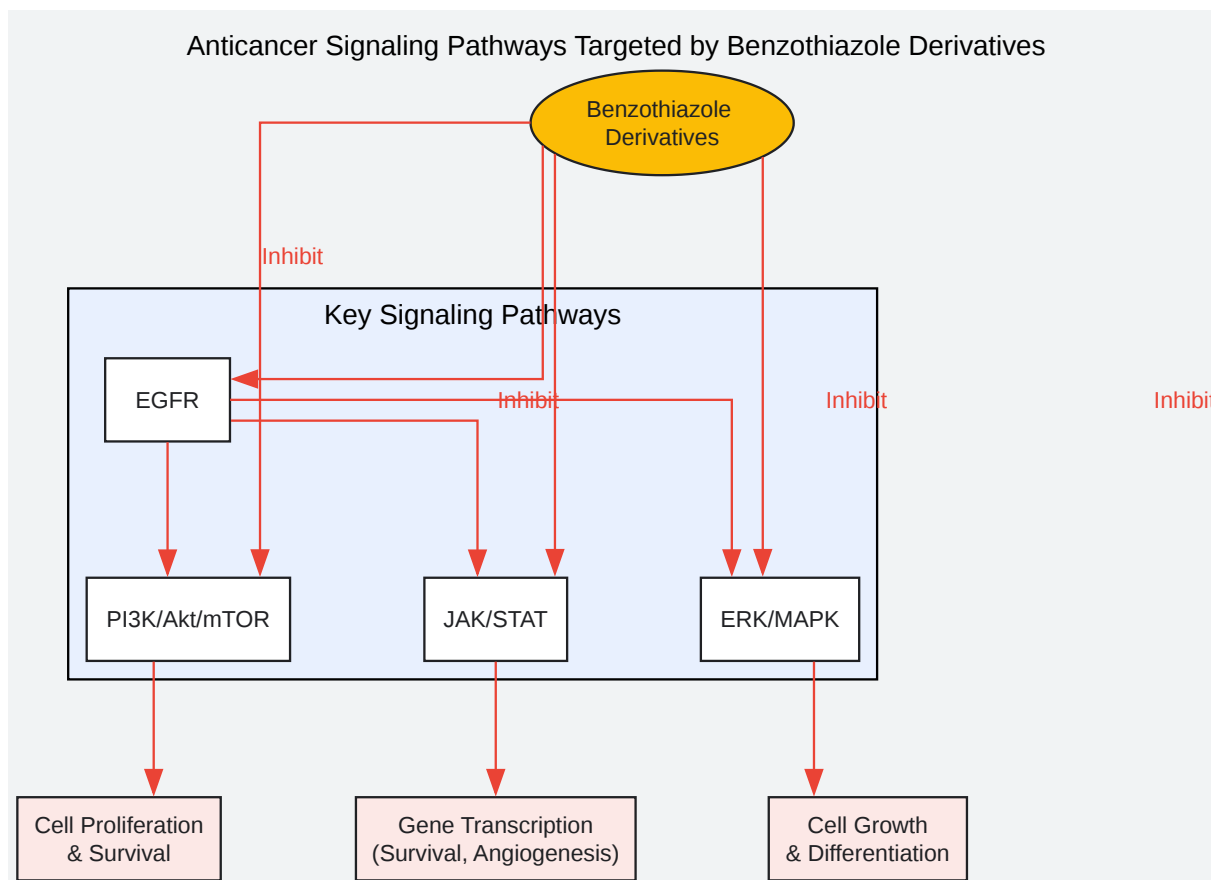 Anticancer Signaling Pathways Targeted by Benzothiazole Derivatives
Benzothiazole
Derivatives
Inhibit
Key Signaling Pathways
EGFR
Inhibit
Inhibit
Inhibit
PI3K/Akt/mTOR
JAK/STAT
ERK/MAPK
Cell Proliferation
& Survival
Gene Transcription
(Survival, Angiogenesis)
Cell Growth
& Differentiation